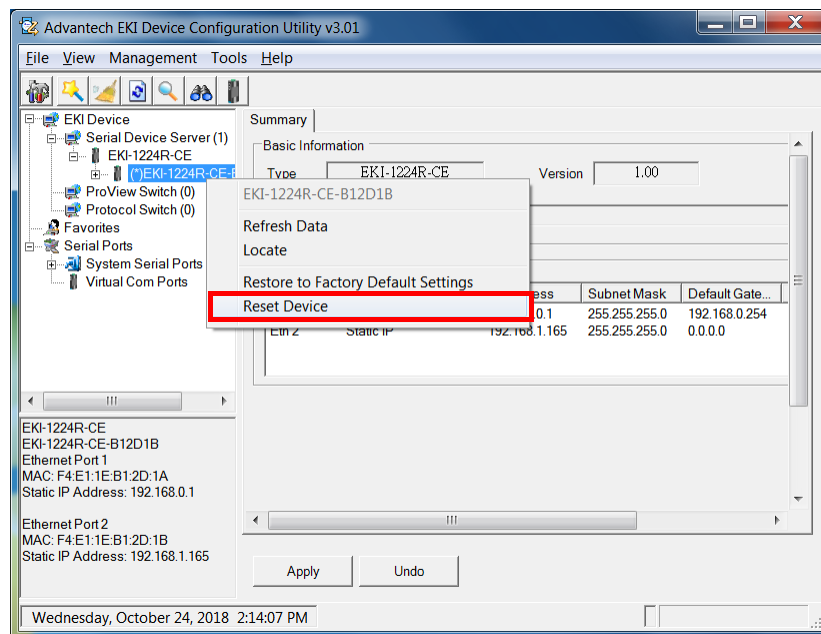 Advantech EKI Device Configuration Utility v3.01
File View Management Tools Help
EKI Device
Serial Device Server (1)
EKI-1224R-CE
(*)EKI-1224R-CE-
ProView Switch (0)
Protocol Switch (0)
Favorites
Serial Ports
System Serial Ports
Virtual Com Ports
Summary
Basic Information
Type EKI-1224R-CE Version 1.00
EKI-1224R-CE-B12D1B
Refresh Data
Locate
Restore to Factory Default Settings
Reset Device
ess Subnet Mask Default Gate...
0.1 255.255.255.0 192.168.0.254
Eth 2 Static IP 192.168.1.165 255.255.255.0 0.0.0.0
EKI-1224R-CE
EKI-1224R-CE-B12D1B
Ethernet Port 1
MAC: F4:E1:1E:B1:2D:1A
Static IP Address: 192.168.0.1
Ethernet Port 2
MAC: F4:E1:1E:B1:2D:1B
Static IP Address: 192.168.1.165
Apply Undo
Wednesday, October 24, 2018 2:14:07 PM